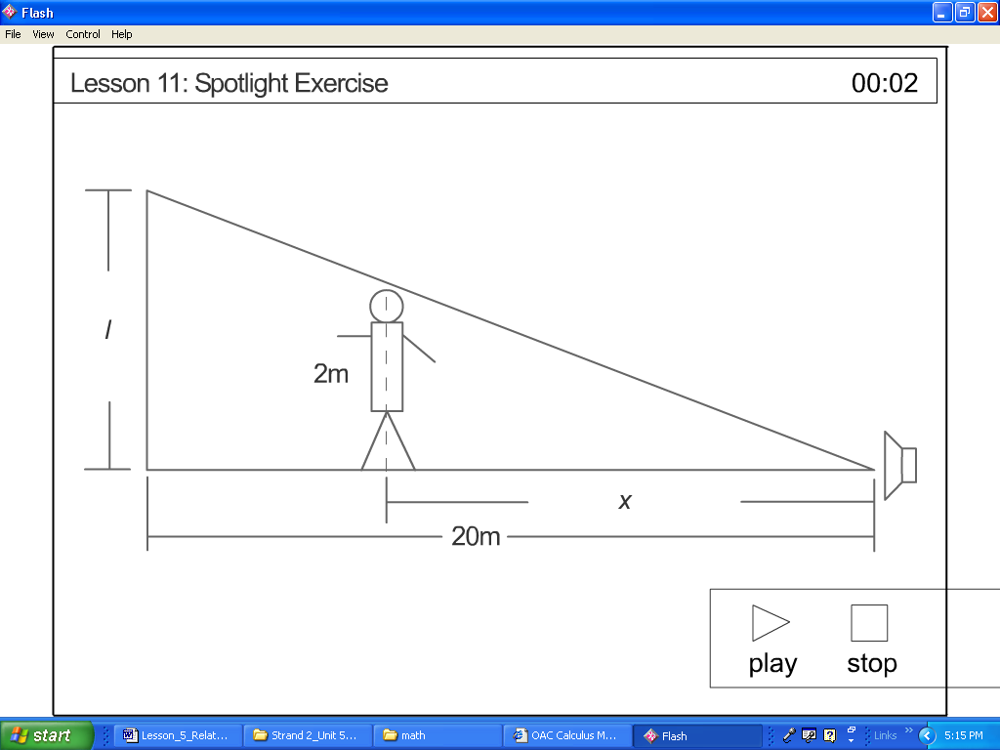 Flash
File View Control Help
Lesson 11: Spotlight Exercise 00:02
l
2m
x
20m
play stop
start Lesson_5_Relat... Strand 2_Unit 5... math OAC Calculus M... Flash Links 5:15 PM